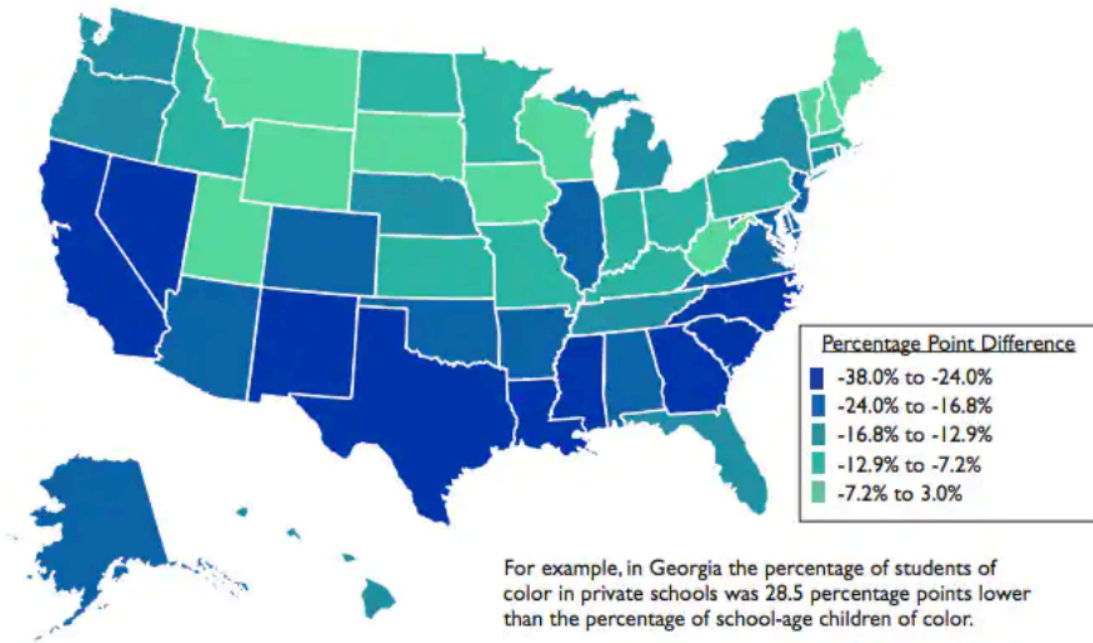 Percentage Point Difference
-38.0% to -24.0%
-24.0% to -16.8%
-16.8% to -12.9%
-12.9% to -7.2%
-7.2% to 3.0%
For example, in Georgia the percentage of students of
color in private schools was 28.5 percentage points lower
than the percentage of school-age children of color.